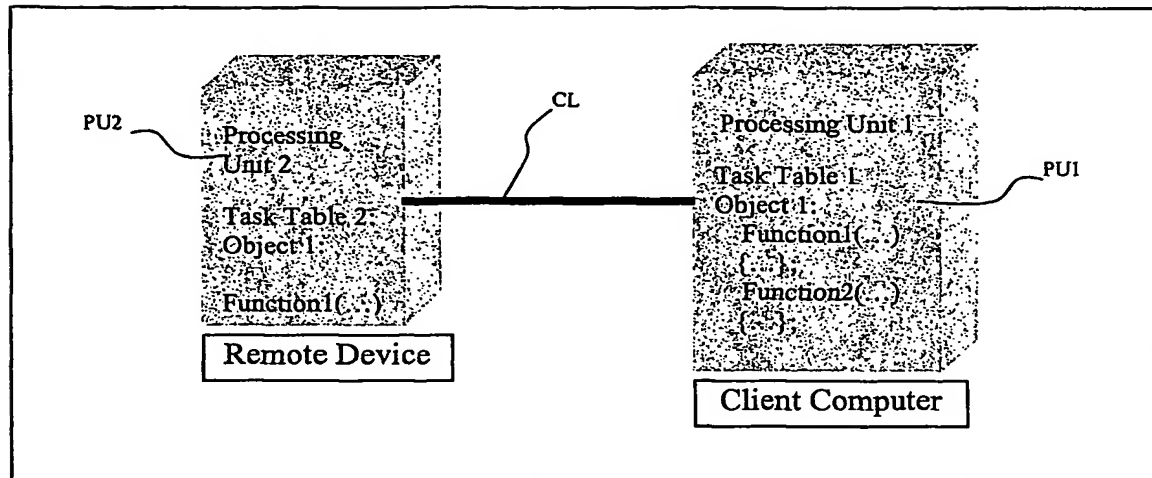 PU2
Processing
Unit 2
Task Table 2:
Object 1:
Function1(...)
Remote Device
CL
Processing Unit 1
Task Table 1
Object 1:
Function1(...)
{...};
Function2(...)
{...};
Client Computer
PU1